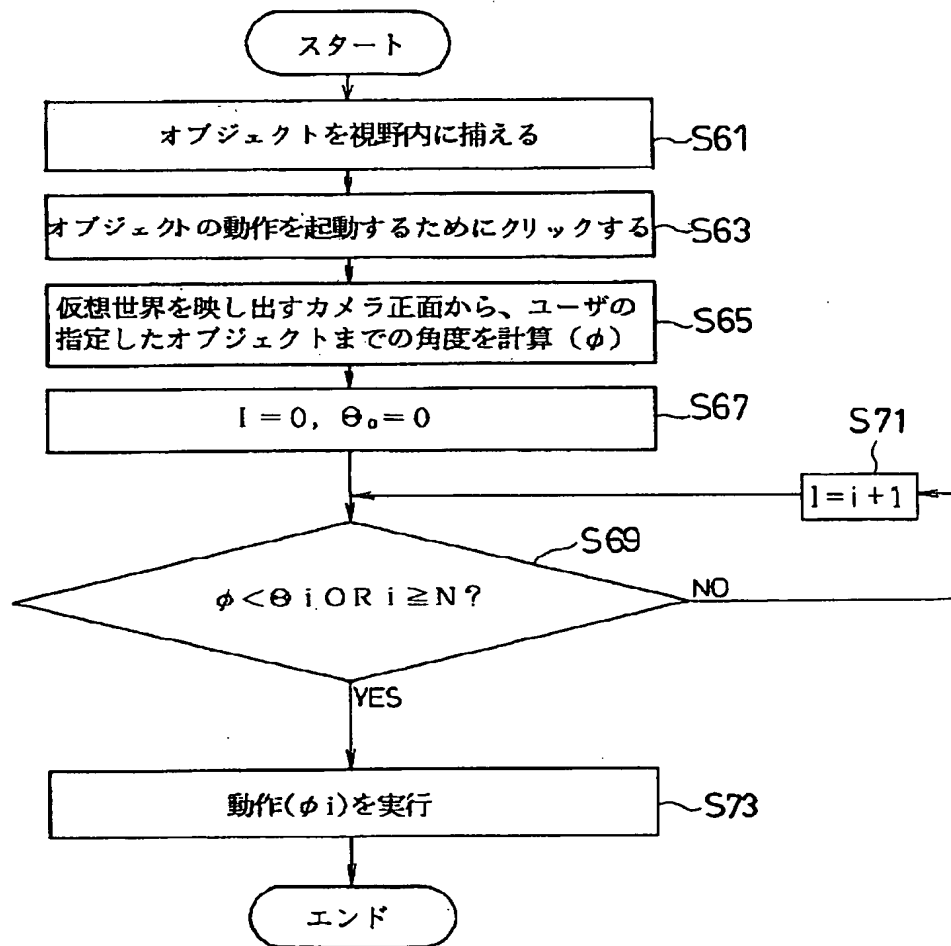 スタート
オブジェクトを視野内に捕える
S61
オブジェクトの動作を起動するためにクリックする
S63
仮想世界を映し出すカメラ正面から、ユーザの
指定したオブジェクトまでの角度を計算(φ)
S65
I=0, Θ₀=0
S67
S71
I=i+1
S69
φ<Θi OR i≧N?
NO
YES
動作(φi)を実行
S73
エンド